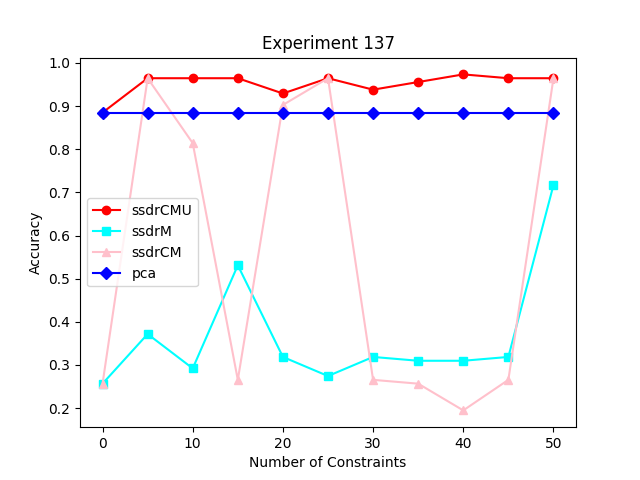 Experiment 137
Accuracy
1.0
0.9
0.8
0.7
0.6
0.5
0.4
0.3
0.2
ssdrCMU
ssdrM
ssdrCM
pca
0 10 20 30 40 50
Number of Constraints